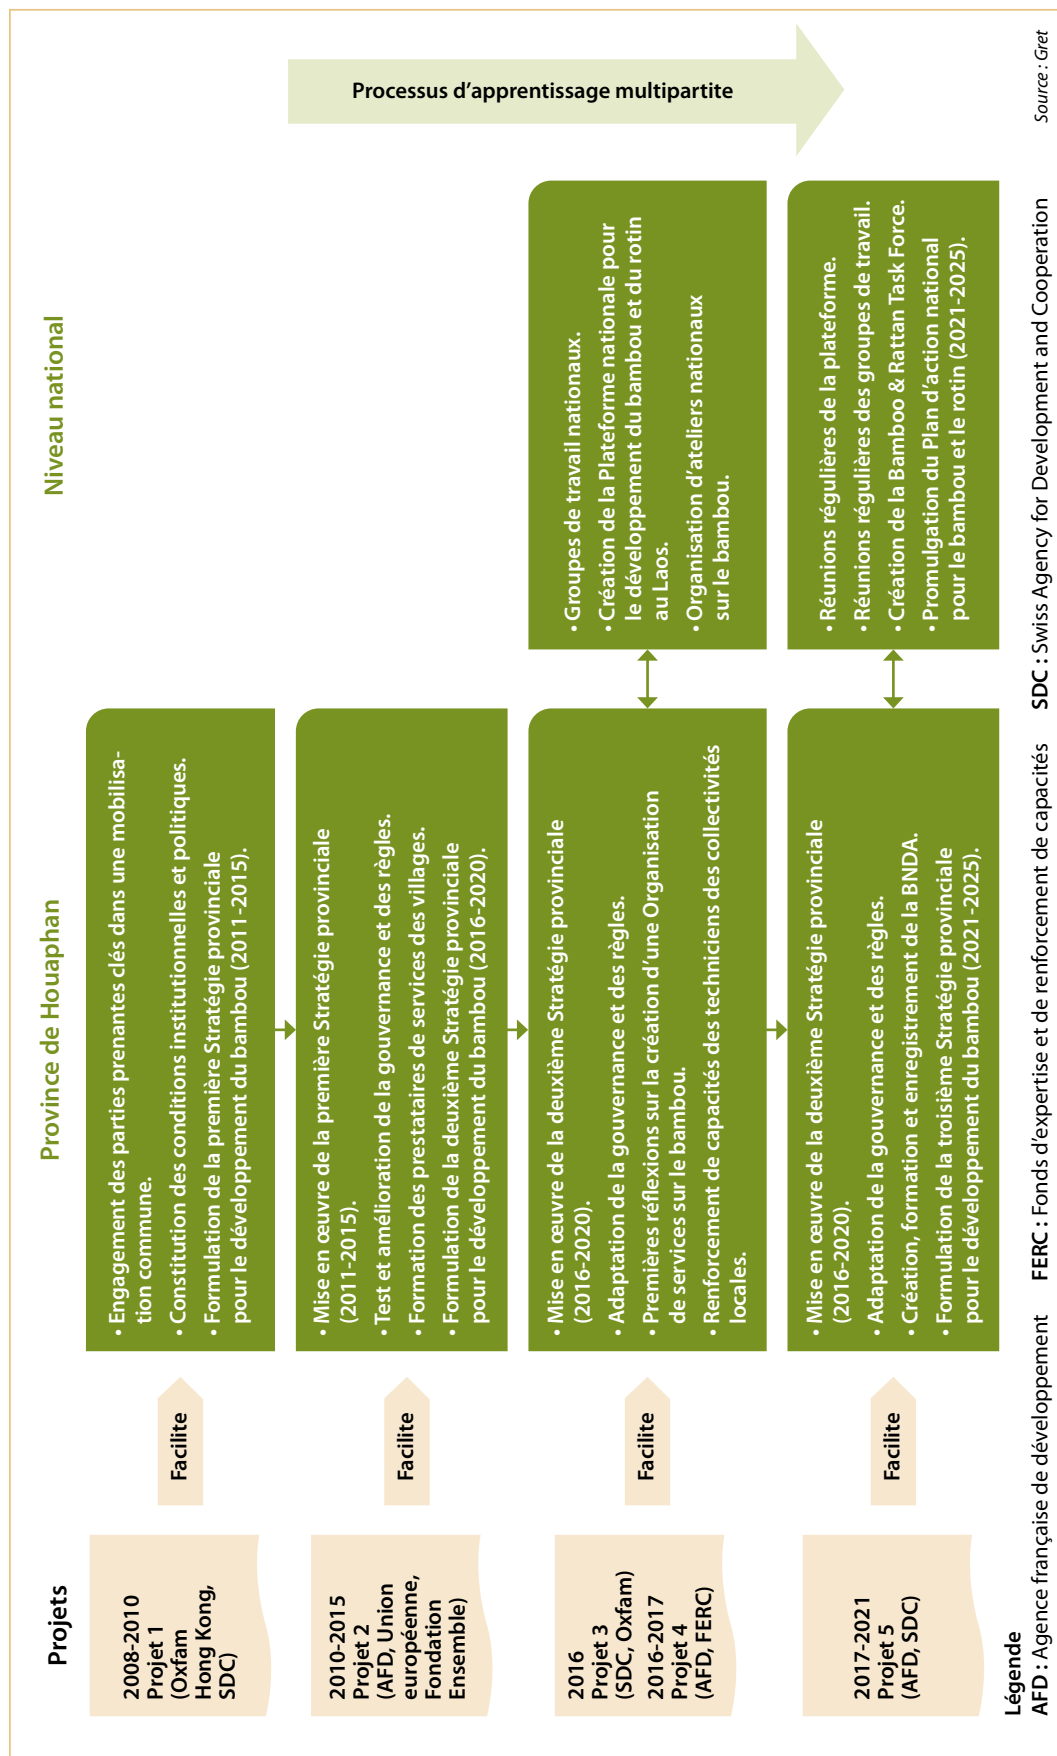 Projets
Province de Houaphan
Niveau national
2008-2010
Projet 1
(Oxfam
Hong Kong,
SDC)
Facilite
• Engagement des parties prenantes clés dans une mobilisa-
tion commune.
• Constitution des conditions institutionnelles et politiques.
• Formulation de la première Stratégie provinciale
pour le développement du bambou (2011-2015).
2010-2015
Projet 2
(AFD, Union
européenne,
Fondation
Ensemble)
Facilite
• Mise en œuvre de la première Stratégie provinciale
(2011-2015).
• Test et amélioration de la gouvernance et des règles.
• Formation des prestataires de services des villages.
• Formulation de la deuxième Stratégie provinciale
pour le développement du bambou (2016-2020).
2016
Projet 3
(SDC, Oxfam)
2016-2017
Projet 4
(AFD, FERC)
Facilite
• Mise en œuvre de la deuxième Stratégie provinciale
(2016-2020).
• Adaptation de la gouvernance et des règles.
• Premières réflexions sur la création d’une Organisation
de services sur le bambou.
• Renforcement de capacités des techniciens des collectivités
locales.
• Groupes de travail nationaux.
• Création de la Plateforme nationale pour
le développement du bambou et du rotin
au Laos.
• Organisation d’ateliers nationaux
sur le bambou.
2017-2021
Projet 5
(AFD, SDC)
Facilite
• Mise en œuvre de la deuxième Stratégie provinciale
(2016-2020).
• Adaptation de la gouvernance et des règles.
• Création, formation et enregistrement de la BNDA.
• Formulation de la troisième Stratégie provinciale
pour le développement du bambou (2021-2025).
• Réunions régulières de la plateforme.
• Réunions régulières des groupes de travail.
• Création de la Bamboo & Rattan Task Force.
• Promulgation du Plan d’action national
pour le bambou et le rotin (2021-2025).
Processus d’apprentissage multipartite
Légende
AFD : Agence française de développement FERC : Fonds d’expertise et de renforcement de capacités SDC : Swiss Agency for Development and Cooperation
Source : Gret